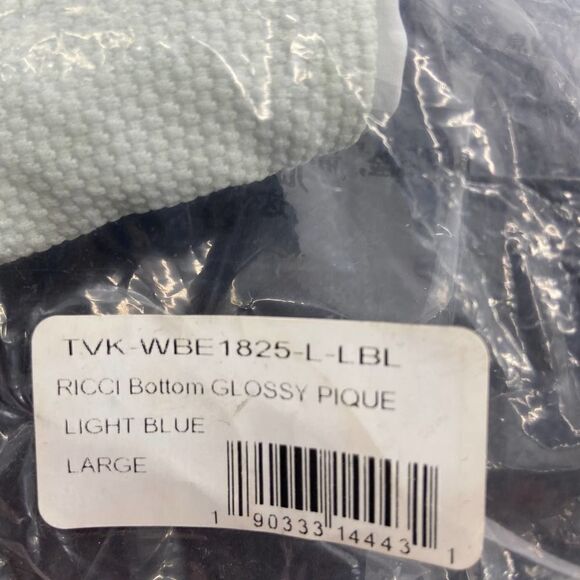 TVK-WBE1825-L-LBL
RICCI Bottom GLOSSY PIQUE
LIGHT BLUE
LARGE
1 90333 14443 1